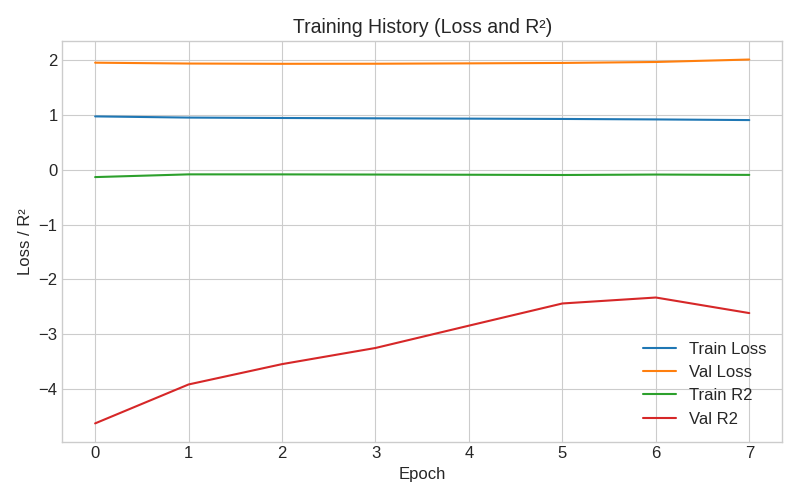 Training History (Loss and R²)
Loss / R²
2
1
0
−1
−2
−3
−4
Train Loss
Val Loss
Train R2
Val R2
0 1 2 3 4 5 6 7
Epoch